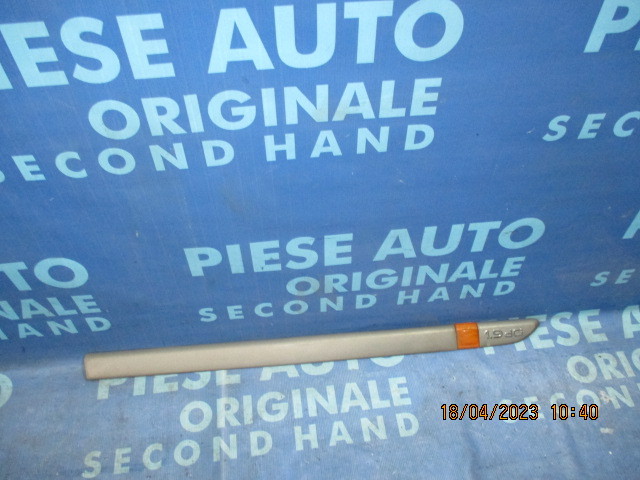 PIESE AUTO
ORIGINALE
SECOND HAND
SECOND
PIESE AUTO
ORIGINALE
SECOND HAND
AUTO
ORIGINALE
SECOND HAND
PIESE AUTO
ORIGINALE
SECOND HAND
18/04/2023 10:40